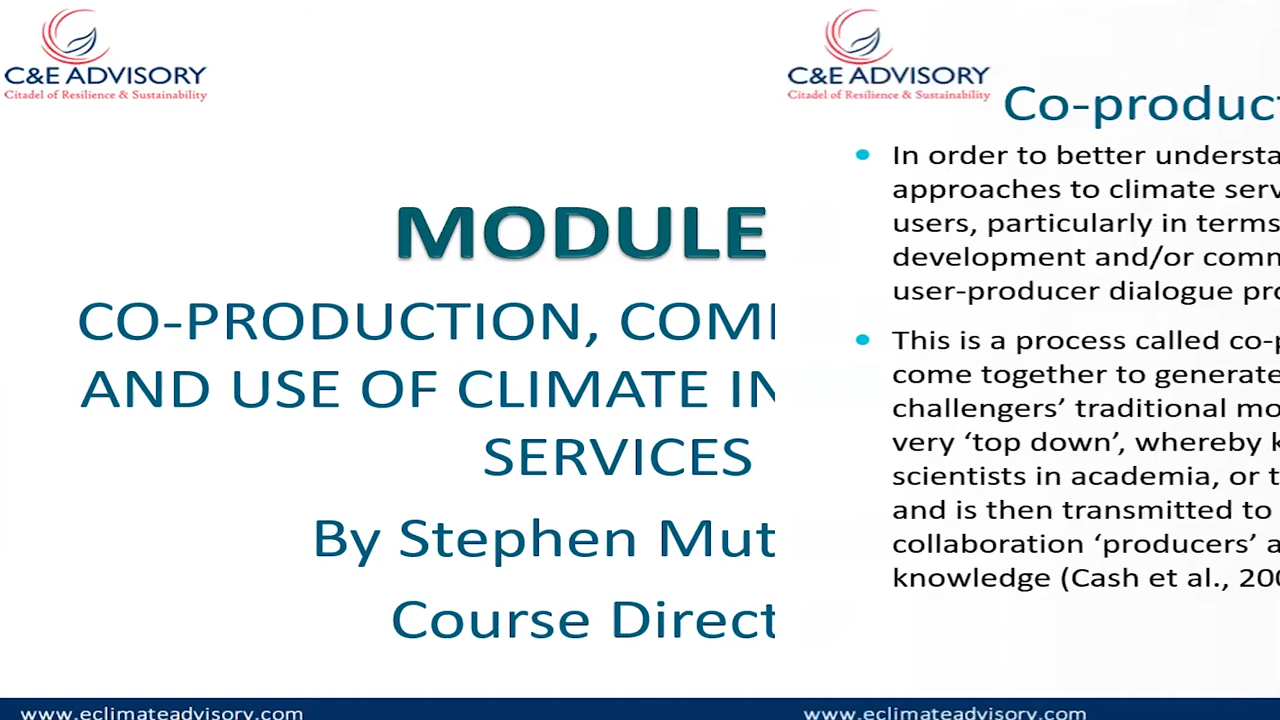 C&E ADVISORY
Citadel of Resilience & Sustainability
MODULE
CO-PRODUCTION, COM
AND USE OF CLIMATE IN
SERVICES
By Stephen Mut
Course Direct
www.eclimateadvisory.com
C&E ADVISORY
Citadel of Resilience & Sustainability
Co-product
• In order to better understa
approaches to climate serv
users, particularly in terms
development and/or comm
user-producer dialogue pro
• This is a process called co-p
come together to generate
challengers’ traditional mo
very ‘top down’, whereby k
scientists in academia, or t
and is then transmitted to
collaboration ‘producers’ a
knowledge (Cash et al., 200
www.eclimateadvisory.com